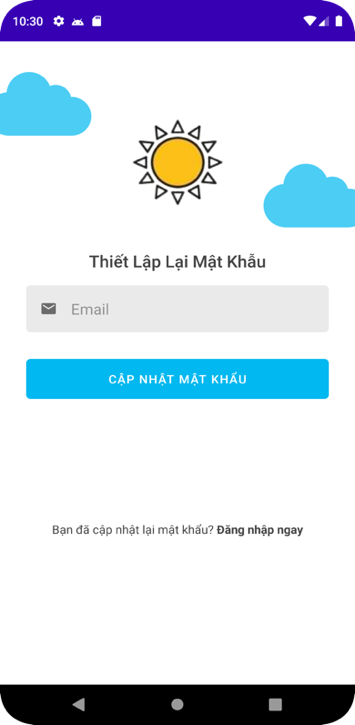 10:30
Thiết Lập Lại Mật Khẩu
Email
CẬP NHẬT MẬT KHẨU
Bạn đã cập nhật lại mật khẩu? Đăng nhập ngay